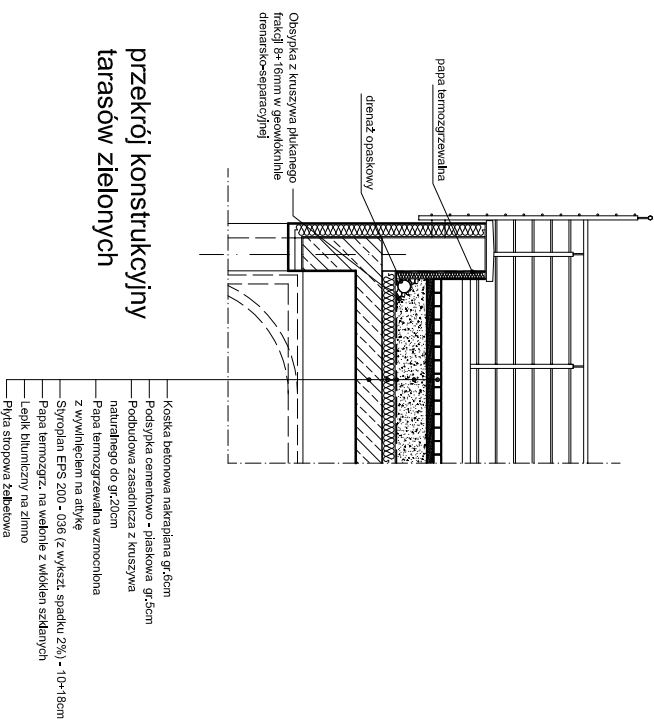 papa termozgrzewalna
drenaż opaskowy
Obsypka z kruszywa płukanego
frakcji 8÷16mm w geowłókninie
drenarsko-separacyjnej
przekrój konstrukcyjny
tarasów zielonych
Kostka betonowa nakrapiana gr.6cm
Podsypka cementowo - piaskowa gr.5cm
Podbudowa zasadnicza z kruszywa
naturalnego do gr.20cm
Papa termozgrzewalna wzmocniona
z wywinięciem na attykę
Styroplan EPS 200 - 036 (z wykszt. spadku 2%) - 10÷18cm
Papa termozgrz. na welonie z włókien szklanych
Lepik bitumiczny na zimno
Płyta stropowa żelbetowa